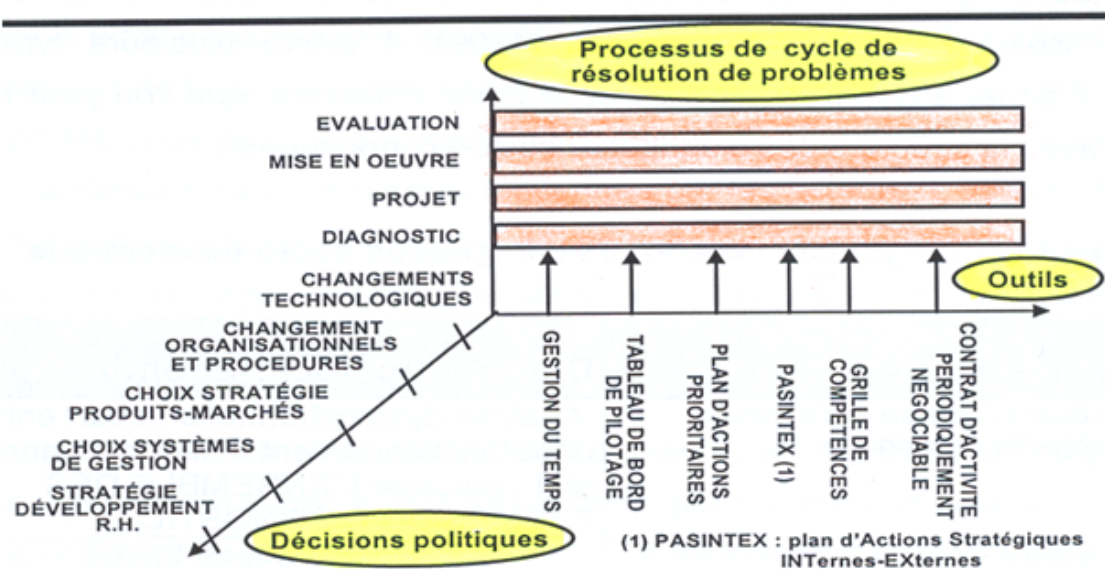 Processus de cycle de
résolution de problèmes
EVALUATION
MISE EN OEUVRE
PROJET
DIAGNOSTIC
CHANGEMENTS
TECHNOLOGIQUES
CHANGEMENT
ORGANISATIONNELS
ET PROCEDURES
CHOIX STRATÉGIE
PRODUITS-MARCHÉS
CHOIX SYSTÈMES
DE GESTION
STRATÉGIE
DÉVELOPPEMENT
R.H.
Décisions politiques
Outils
GESTION DU TEMPS
TABLEAU DE BORD
DE PILOTAGE
PLAN D'ACTIONS
PRIORITAIRES
PASINTEX (1)
GRILLE DE
COMPETENCES
CONTRAT D'ACTIVITE
PERIODIQUEMENT
NEGOCIABLE
(1) PASINTEX : plan d'Actions Stratégiques
INTernes-EXternes